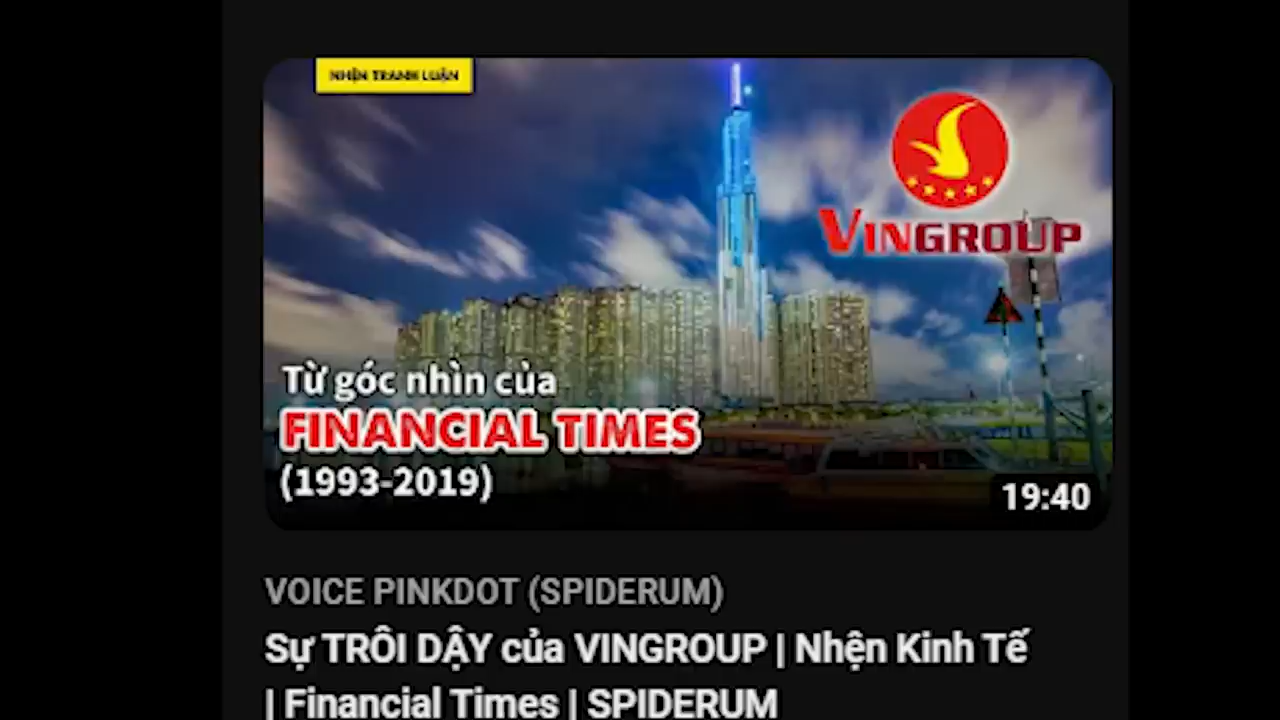 NHỆN TRANH LUẬN
VINGROUP
Từ góc nhìn của
FINANCIAL TIMES
(1993-2019)
19:40
VOICE PINKDOT (SPIDERUM)
Sự TRỖI DẬY của VINGROUP | Nhện Kinh Tế
| Financial Times | SPIDERUM